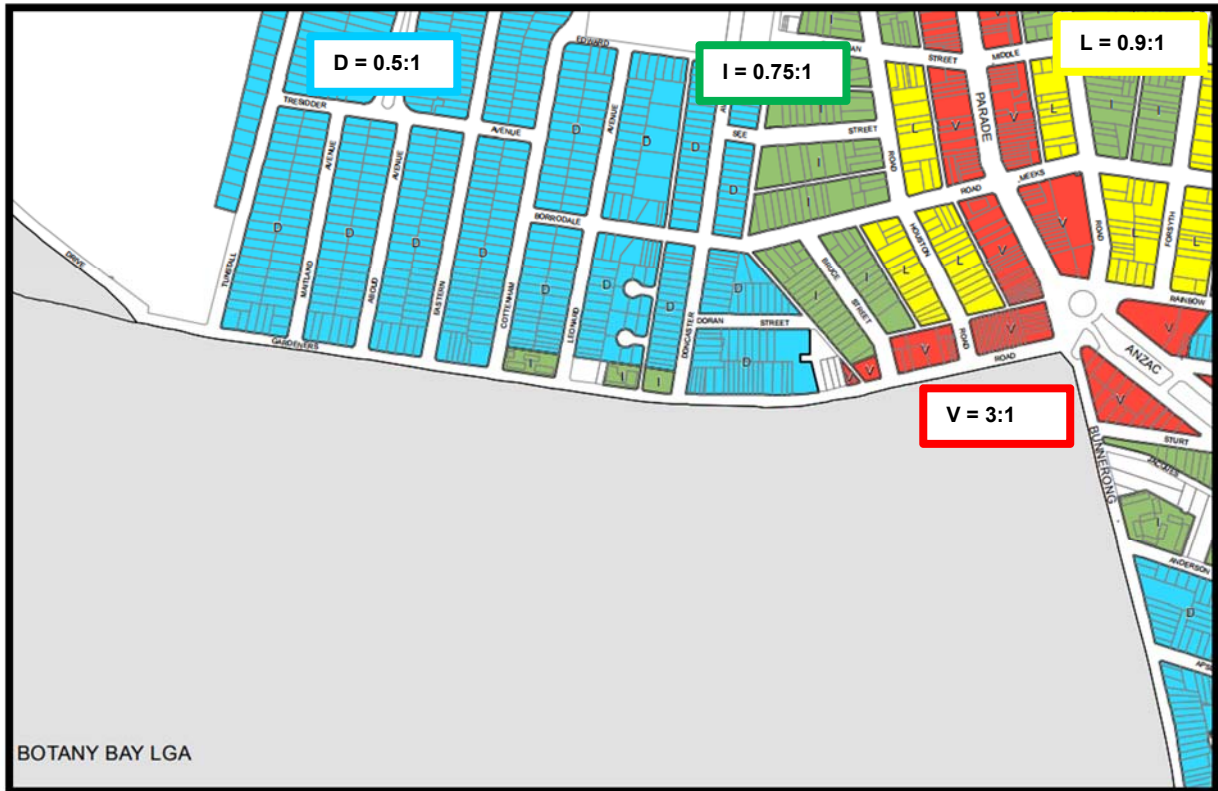 EDWARD
D = 0.5:1
I = 0.75:1
L = 0.9:1
I
V
V
I
STREET
MIDDLE
TRESIDDER
AVENUE
AVENUE
D
D
D
SEE
STREET
PARADE
L
V
V
L
I
I
D
I
ROAD
ROAD
MEEKS
I
BORRODALE
AVENUE
AVENUE
D
D
D
D
D
D
D
D
BRUCE
STREET
I
I
L
HOUSTON
L
V
V
ROAD
L
FORSYTH
L
RAINBOW
DRIVE
TUNSTALL
MAITLAND
ABOUD
EASTERN
COTTENHAM
LEONARD
DONCASTER
DORAN
STREET
D
GARDENERS
I
I
I
V
V
V
ROAD
V
ROAD
V
ANZAC
V
V = 3:1
STURT
BUNNERONG
I
ANDERSON
D
BOTANY BAY LGA